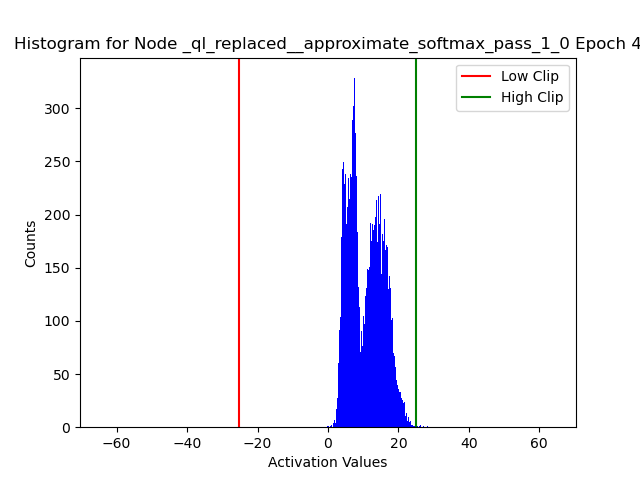 Histogram for Node _ql_replaced__approximate_softmax_pass_1_0 Epoch 4
Low Clip
High Clip
300
250
200
150
100
50
0
Counts
−60
−40
−20
0
20
40
60
Activation Values